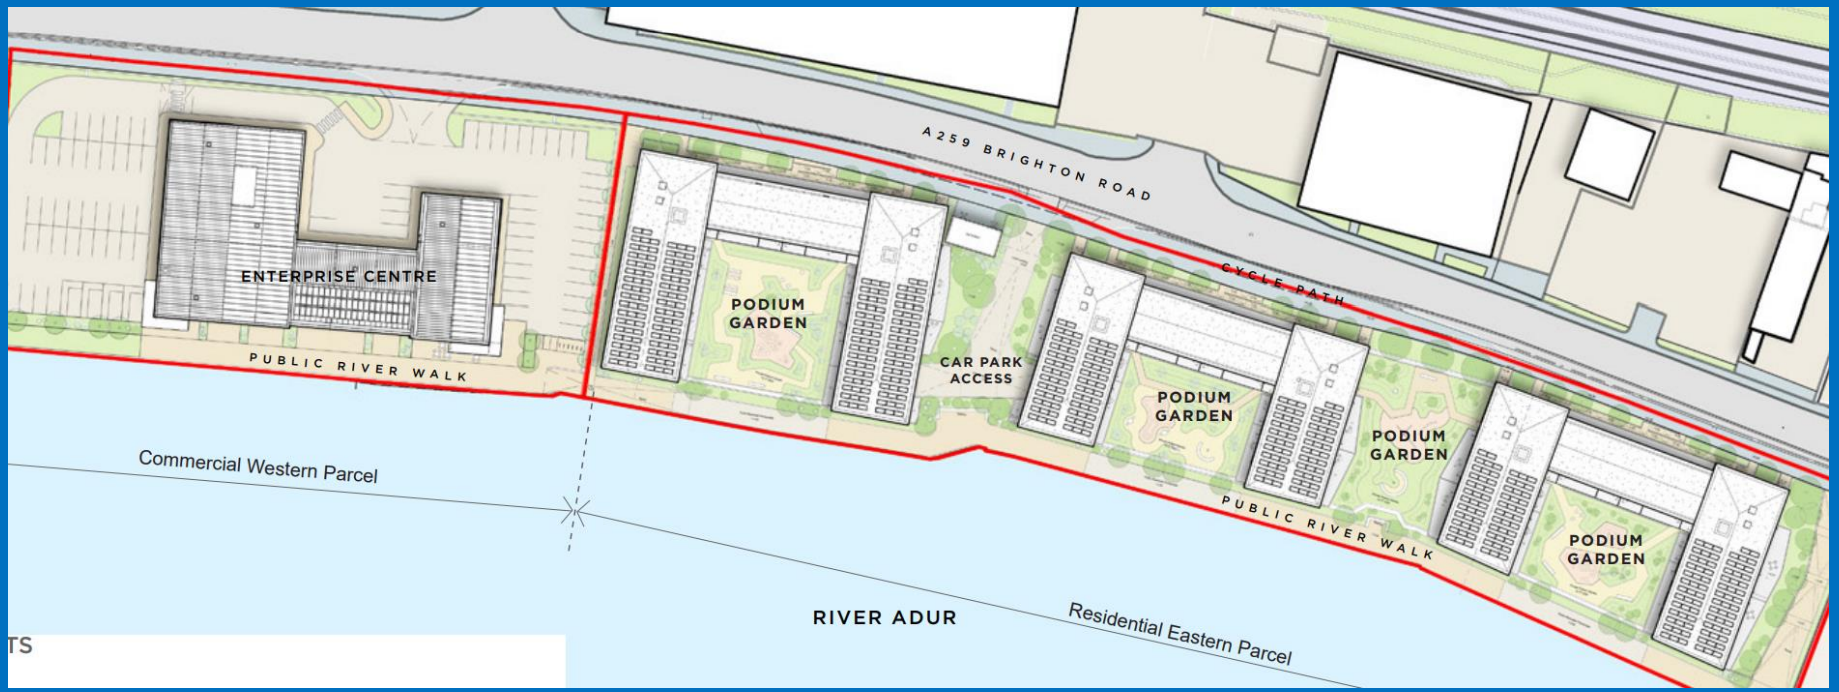 A259 BRIGHTON ROAD
CYCLE PATH
ENTERPRISE CENTRE
PODIUM
GARDEN
CAR PARK
ACCESS
PUBLIC RIVER WALK
PODIUM
GARDEN
PODIUM
GARDEN
Commercial Western Parcel
PUBLIC RIVER WALK
PODIUM
GARDEN
RIVER ADUR
Residential Eastern Parcel
TS